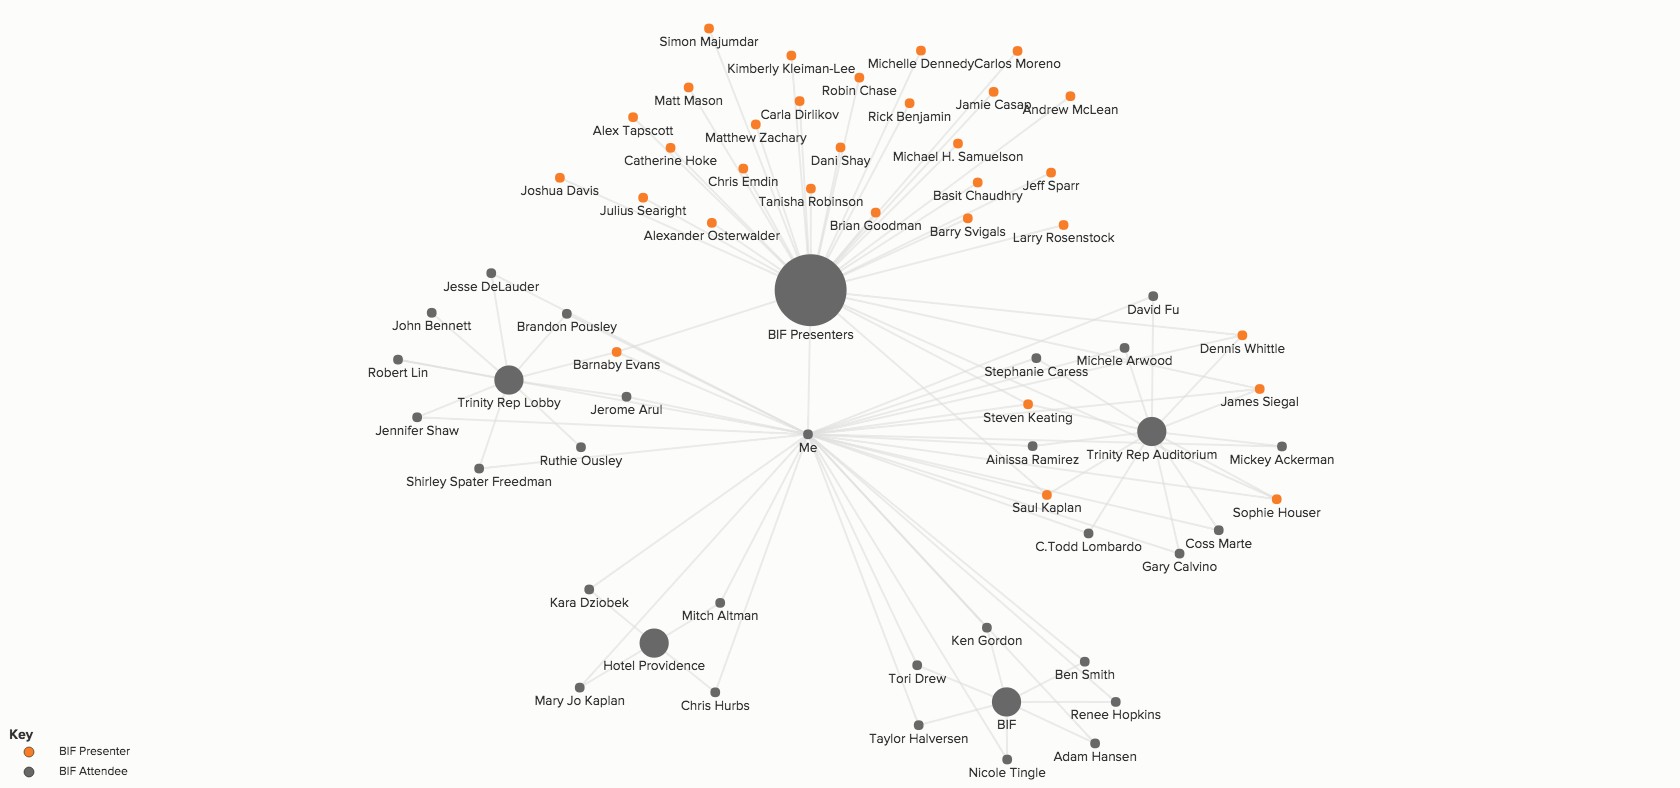 Simon Majumdar
Kimberly Kleiman-Lee
Michelle Dennedy
Carlos Moreno
Robin Chase
Matt Mason
Carla Dirlikov
Rick Benjamin
Jamie Casap
Andrew McLean
Alex Tapscott
Matthew Zachary
Catherine Hoke
Dani Shay
Michael H. Samuelson
Chris Emdin
Joshua Davis
Tanisha Robinson
Basit Chaudhry
Jeff Sparr
Julius Searight
Alexander Osterwalder
Brian Goodman
Barry Svigals
Larry Rosenstock
Jesse DeLauder
John Bennett
Brandon Pousley
BIF Presenters
David Fu
Barnaby Evans
Robert Lin
Stephanie Caress
Michele Arwood
Dennis Whittle
Trinity Rep Lobby
Jerome Arul
Steven Keating
James Siegal
Jennifer Shaw
Me
Ainissa Ramirez
Trinity Rep Auditorium
Mickey Ackerman
Ruthie Ousley
Shirley Spater Freedman
Saul Kaplan
Sophie Houser
C.Todd Lombardo
Coss Marte
Gary Calvino
Kara Dziobek
Mitch Altman
Hotel Providence
Mary Jo Kaplan
Chris Hurbs
Ken Gordon
Tori Drew
Ben Smith
BIF
Renee Hopkins
Taylor Halversen
Adam Hansen
Nicole Tingle
Key
BIF Presenter
BIF Attendee